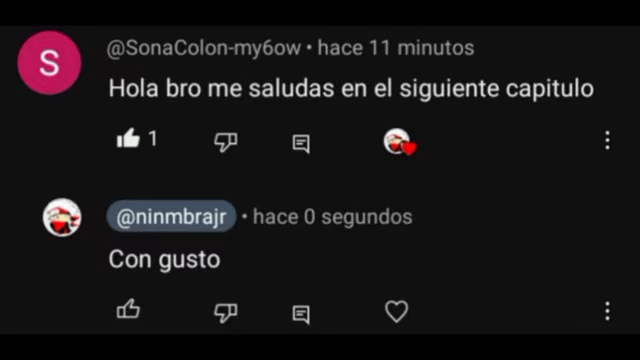 S
@SonaColon-my6ow • hace 11 minutos
Hola bro me saludas en el siguiente capitulo
1
@ninmbrajr • hace 0 segundos
Con gusto